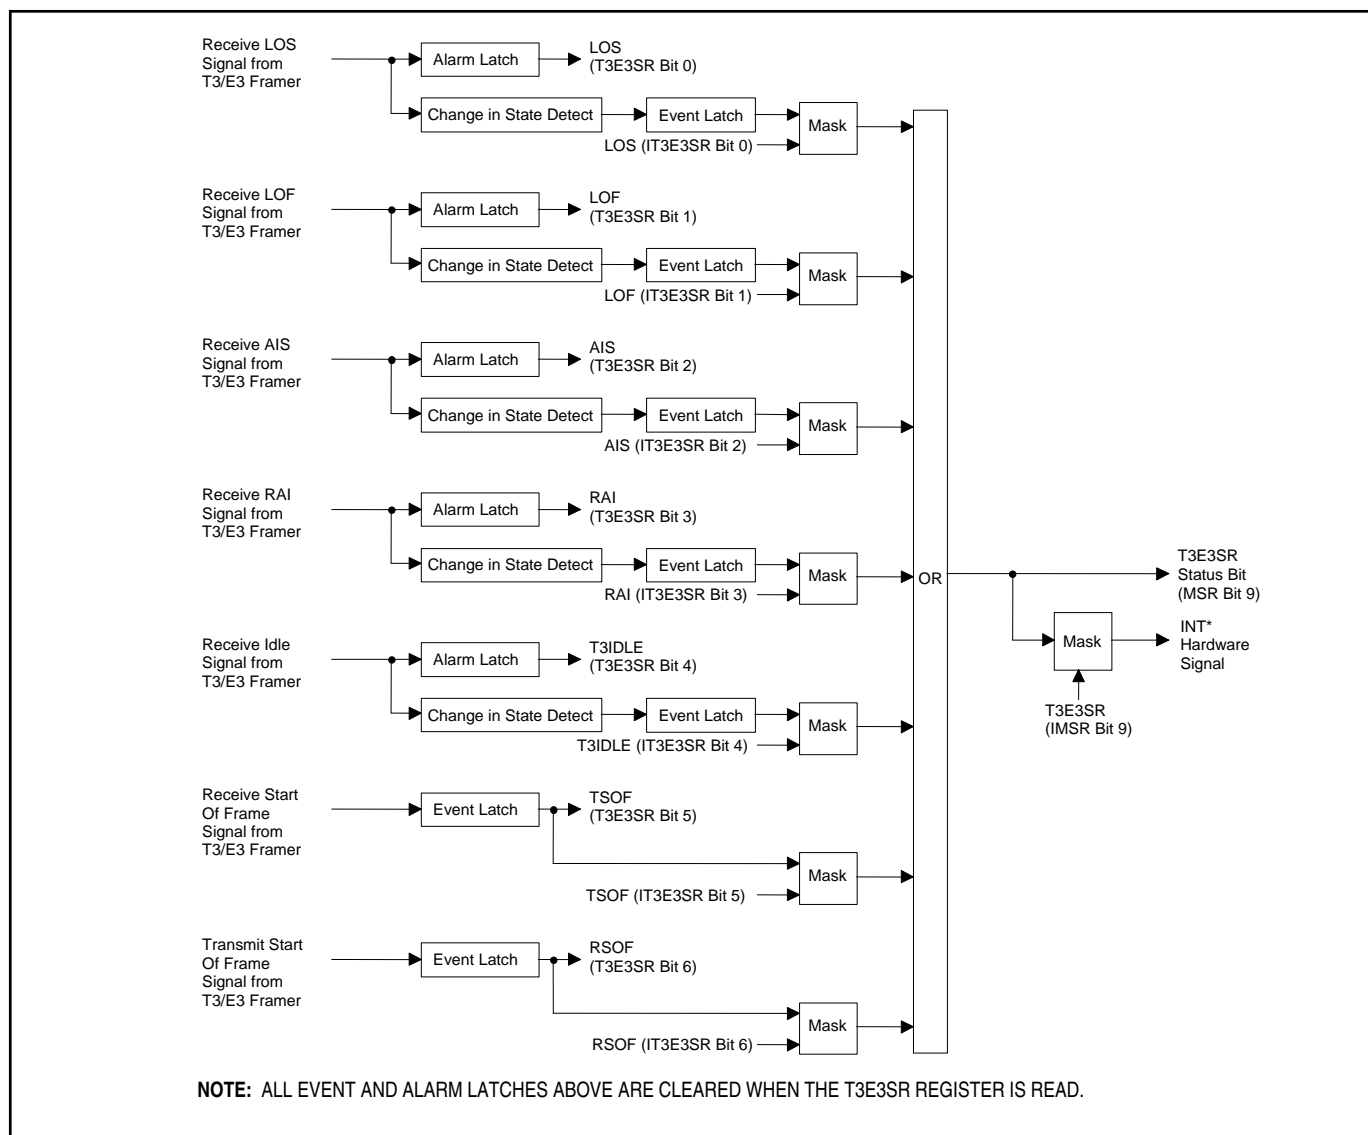 Receive LOS
Signal from
T3/E3 Framer
Alarm Latch
LOS
(T3E3SR Bit 0)
Change in State Detect
Event Latch
LOS (IT3E3SR Bit 0)
Mask
Receive LOF
Signal from
T3/E3 Framer
Alarm Latch
LOF
(T3E3SR Bit 1)
Change in State Detect
Event Latch
LOF (IT3E3SR Bit 1)
Mask
Receive AIS
Signal from
T3/E3 Framer
Alarm Latch
AIS
(T3E3SR Bit 2)
Change in State Detect
Event Latch
AIS (IT3E3SR Bit 2)
Mask
Receive RAI
Signal from
T3/E3 Framer
Alarm Latch
RAI
(T3E3SR Bit 3)
Change in State Detect
Event Latch
RAI (IT3E3SR Bit 3)
Mask
Receive Idle
Signal from
T3/E3 Framer
Alarm Latch
T3IDLE
(T3E3SR Bit 4)
Change in State Detect
Event Latch
T3IDLE (IT3E3SR Bit 4)
Mask
Receive Start
Of Frame
Signal from
T3/E3 Framer
Event Latch
TSOF
(T3E3SR Bit 5)
TSOF (IT3E3SR Bit 5)
Mask
Transmit Start
Of Frame
Signal from
T3/E3 Framer
Event Latch
RSOF
(T3E3SR Bit 6)
RSOF (IT3E3SR Bit 6)
Mask
OR
T3E3SR
Status Bit
(MSR Bit 9)
Mask
INT*
Hardware
Signal
T3E3SR
(IMSR Bit 9)
NOTE: ALL EVENT AND ALARM LATCHES ABOVE ARE CLEARED WHEN THE T3E3SR REGISTER IS READ.